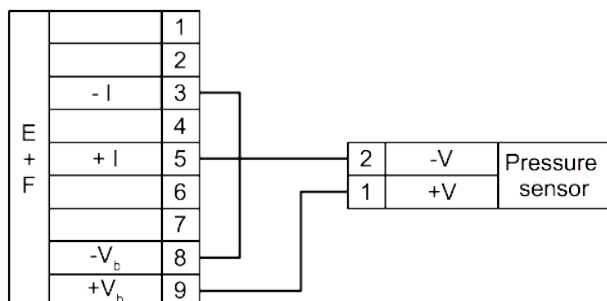 E
+
F
1
2
- I 3
4
+ I 5
6
7
-Vb 8
+Vb 9
2 -V
1 +V
Pressure
sensor